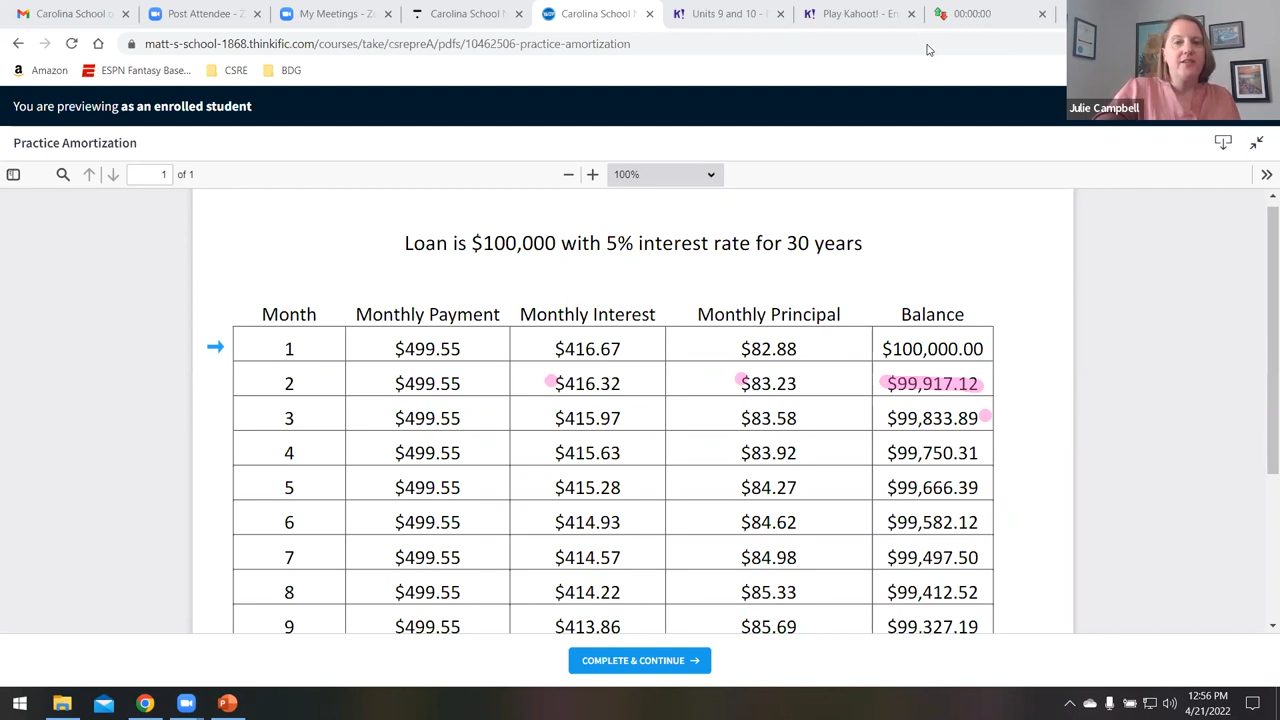 Carolina School o
Post Attendee - Z
My Meetings - Z
Carolina School N
Carolina School N
K! Units 9 and 10 -
K! Play Kahoot! - En
00:00:00
matt-s-school-1868.thinkific.com/courses/take/csreprepA/pdfs/10462506-practice-amortization
Amazon
ESPN Fantasy Base...
CSRE
BDG
Julie Campbell
You are previewing as an enrolled student
Practice Amortization
1 of 1
100%
Loan is $100,000 with 5% interest rate for 30 years
Month Monthly Payment Monthly Interest Monthly Principal Balance
1 $499.55 $416.67 $82.88 $100,000.00
2 $499.55 $416.32 $83.23 $99,917.12
3 $499.55 $415.97 $83.58 $99,833.89
4 $499.55 $415.63 $83.92 $99,750.31
5 $499.55 $415.28 $84.27 $99,666.39
6 $499.55 $414.93 $84.62 $99,582.12
7 $499.55 $414.57 $84.98 $99,497.50
8 $499.55 $414.22 $85.33 $99,412.52
9 $499.55 $413.86 $85.69 $99,327.19
COMPLETE & CONTINUE
12:56 PM
4/21/2022